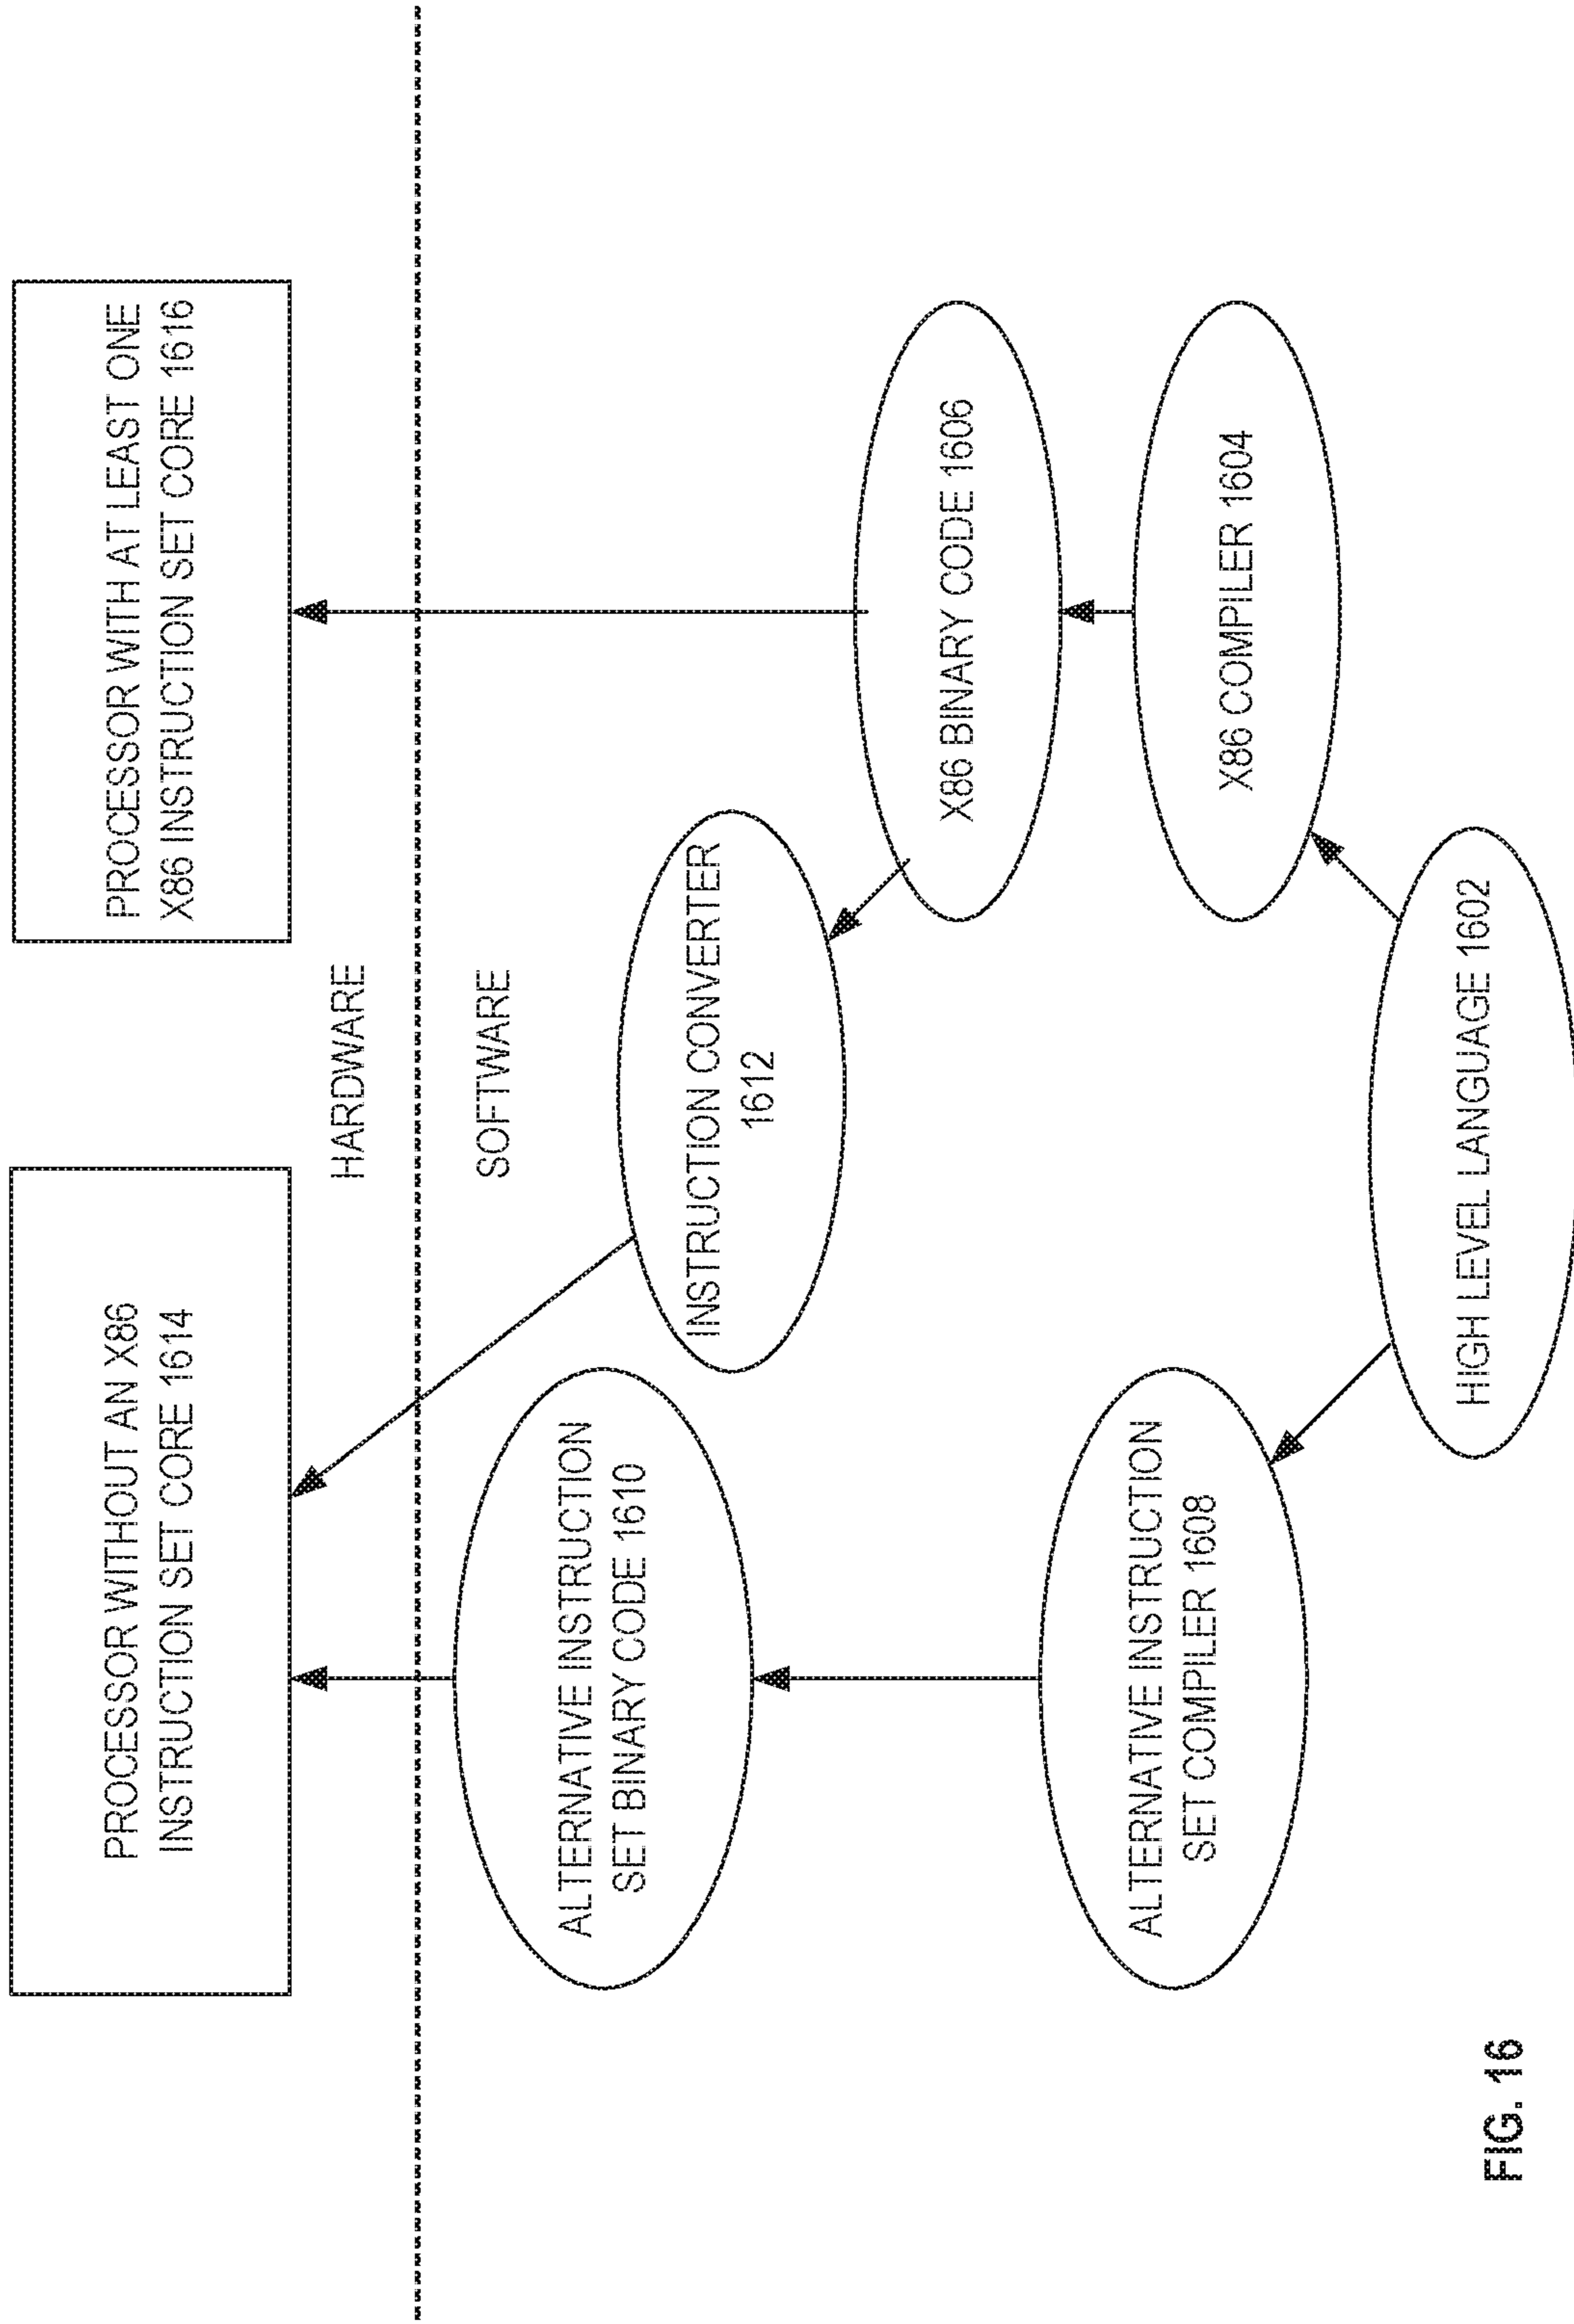 PROCESSOR WITHOUT AN X86
INSTRUCTION SET CORE 1614
PROCESSOR WITH AT LEAST ONE
X86 INSTRUCTION SET CORE 1616
HARDWARE
SOFTWARE
ALTERNATIVE INSTRUCTION
SET BINARY CODE 1610
INSTRUCTION CONVERTER
1612
X86 BINARY CODE 1606
ALTERNATIVE INSTRUCTION
SET COMPILER 1608
X86 COMPILER 1604
HIGH LEVEL LANGUAGE 1602
FIG. 16